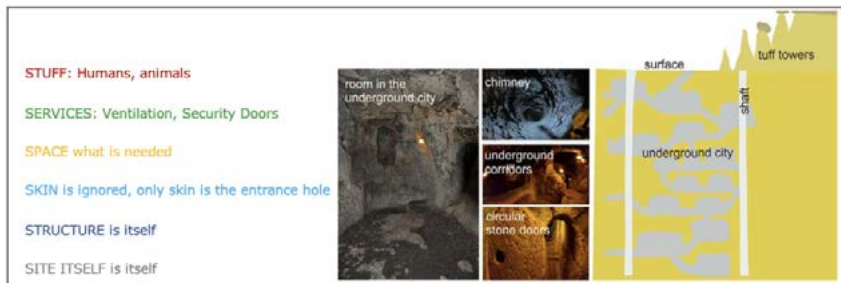 STUFF: Humans, animals
SERVICES: Ventilation, Security Doors
SPACE what is needed
SKIN is ignored, only skin is the entrance hole
STRUCTURE is itself
SITE ITSELF is itself
room in the
underground city
chimney
underground
corridors
circular
stone doors
surface
tuff towers
shaft
underground city